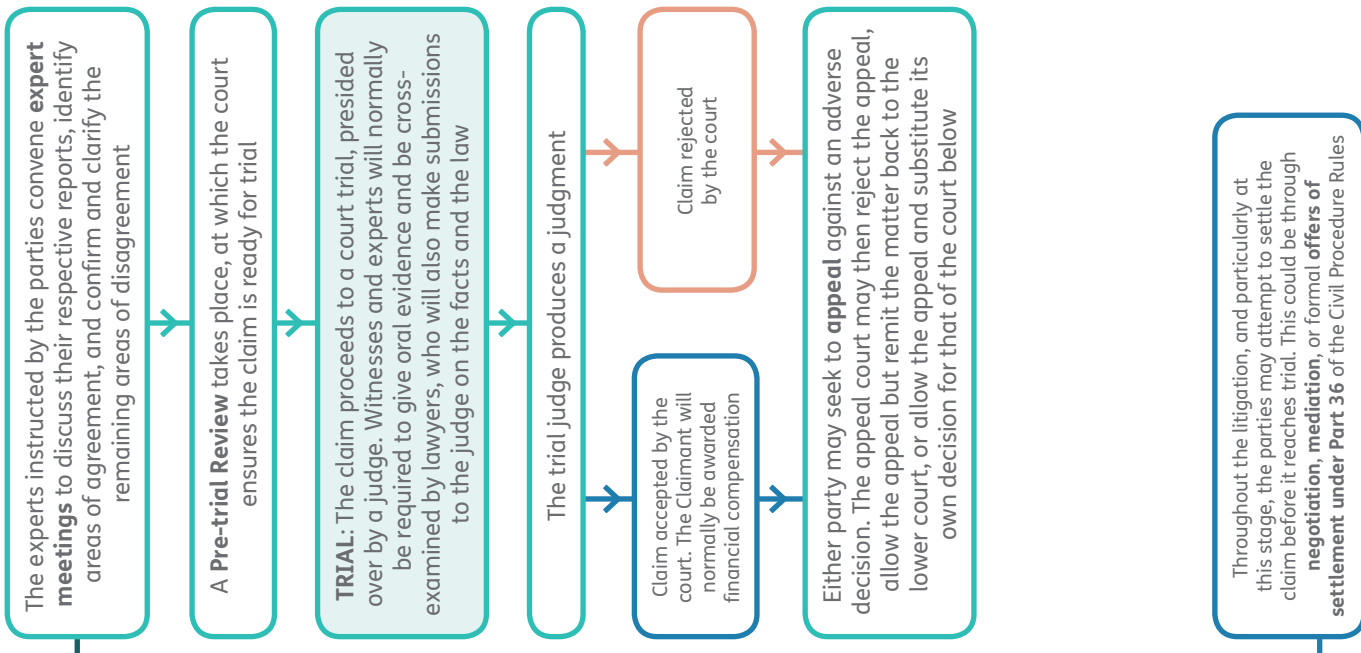 The experts instructed by the parties convene expert
meetings to discuss their respective reports, identify
areas of agreement, and confirm and clarify the
remaining areas of disagreement
A Pre-trial Review takes place, at which the court
ensures the claim is ready for trial
TRIAL: The claim proceeds to a court trial, presided
over by a judge. Witnesses and experts will normally
be required to give oral evidence and be cross-
examined by lawyers, who will also make submissions
to the judge on the facts and the law
The trial judge produces a judgment
Claim accepted by the
court. The Claimant will
normally be awarded
financial compensation
Claim rejected
by the court
Either party may seek to appeal against an adverse
decision. The appeal court may then reject the appeal,
allow the appeal but remit the matter back to the
lower court, or allow the appeal and substitute its
own decision for that of the court below
Throughout the litigation, and particularly at
this stage, the parties may attempt to settle the
claim before it reaches trial. This could be through
negotiation, mediation, or formal offers of
settlement under Part 36 of the Civil Procedure Rules